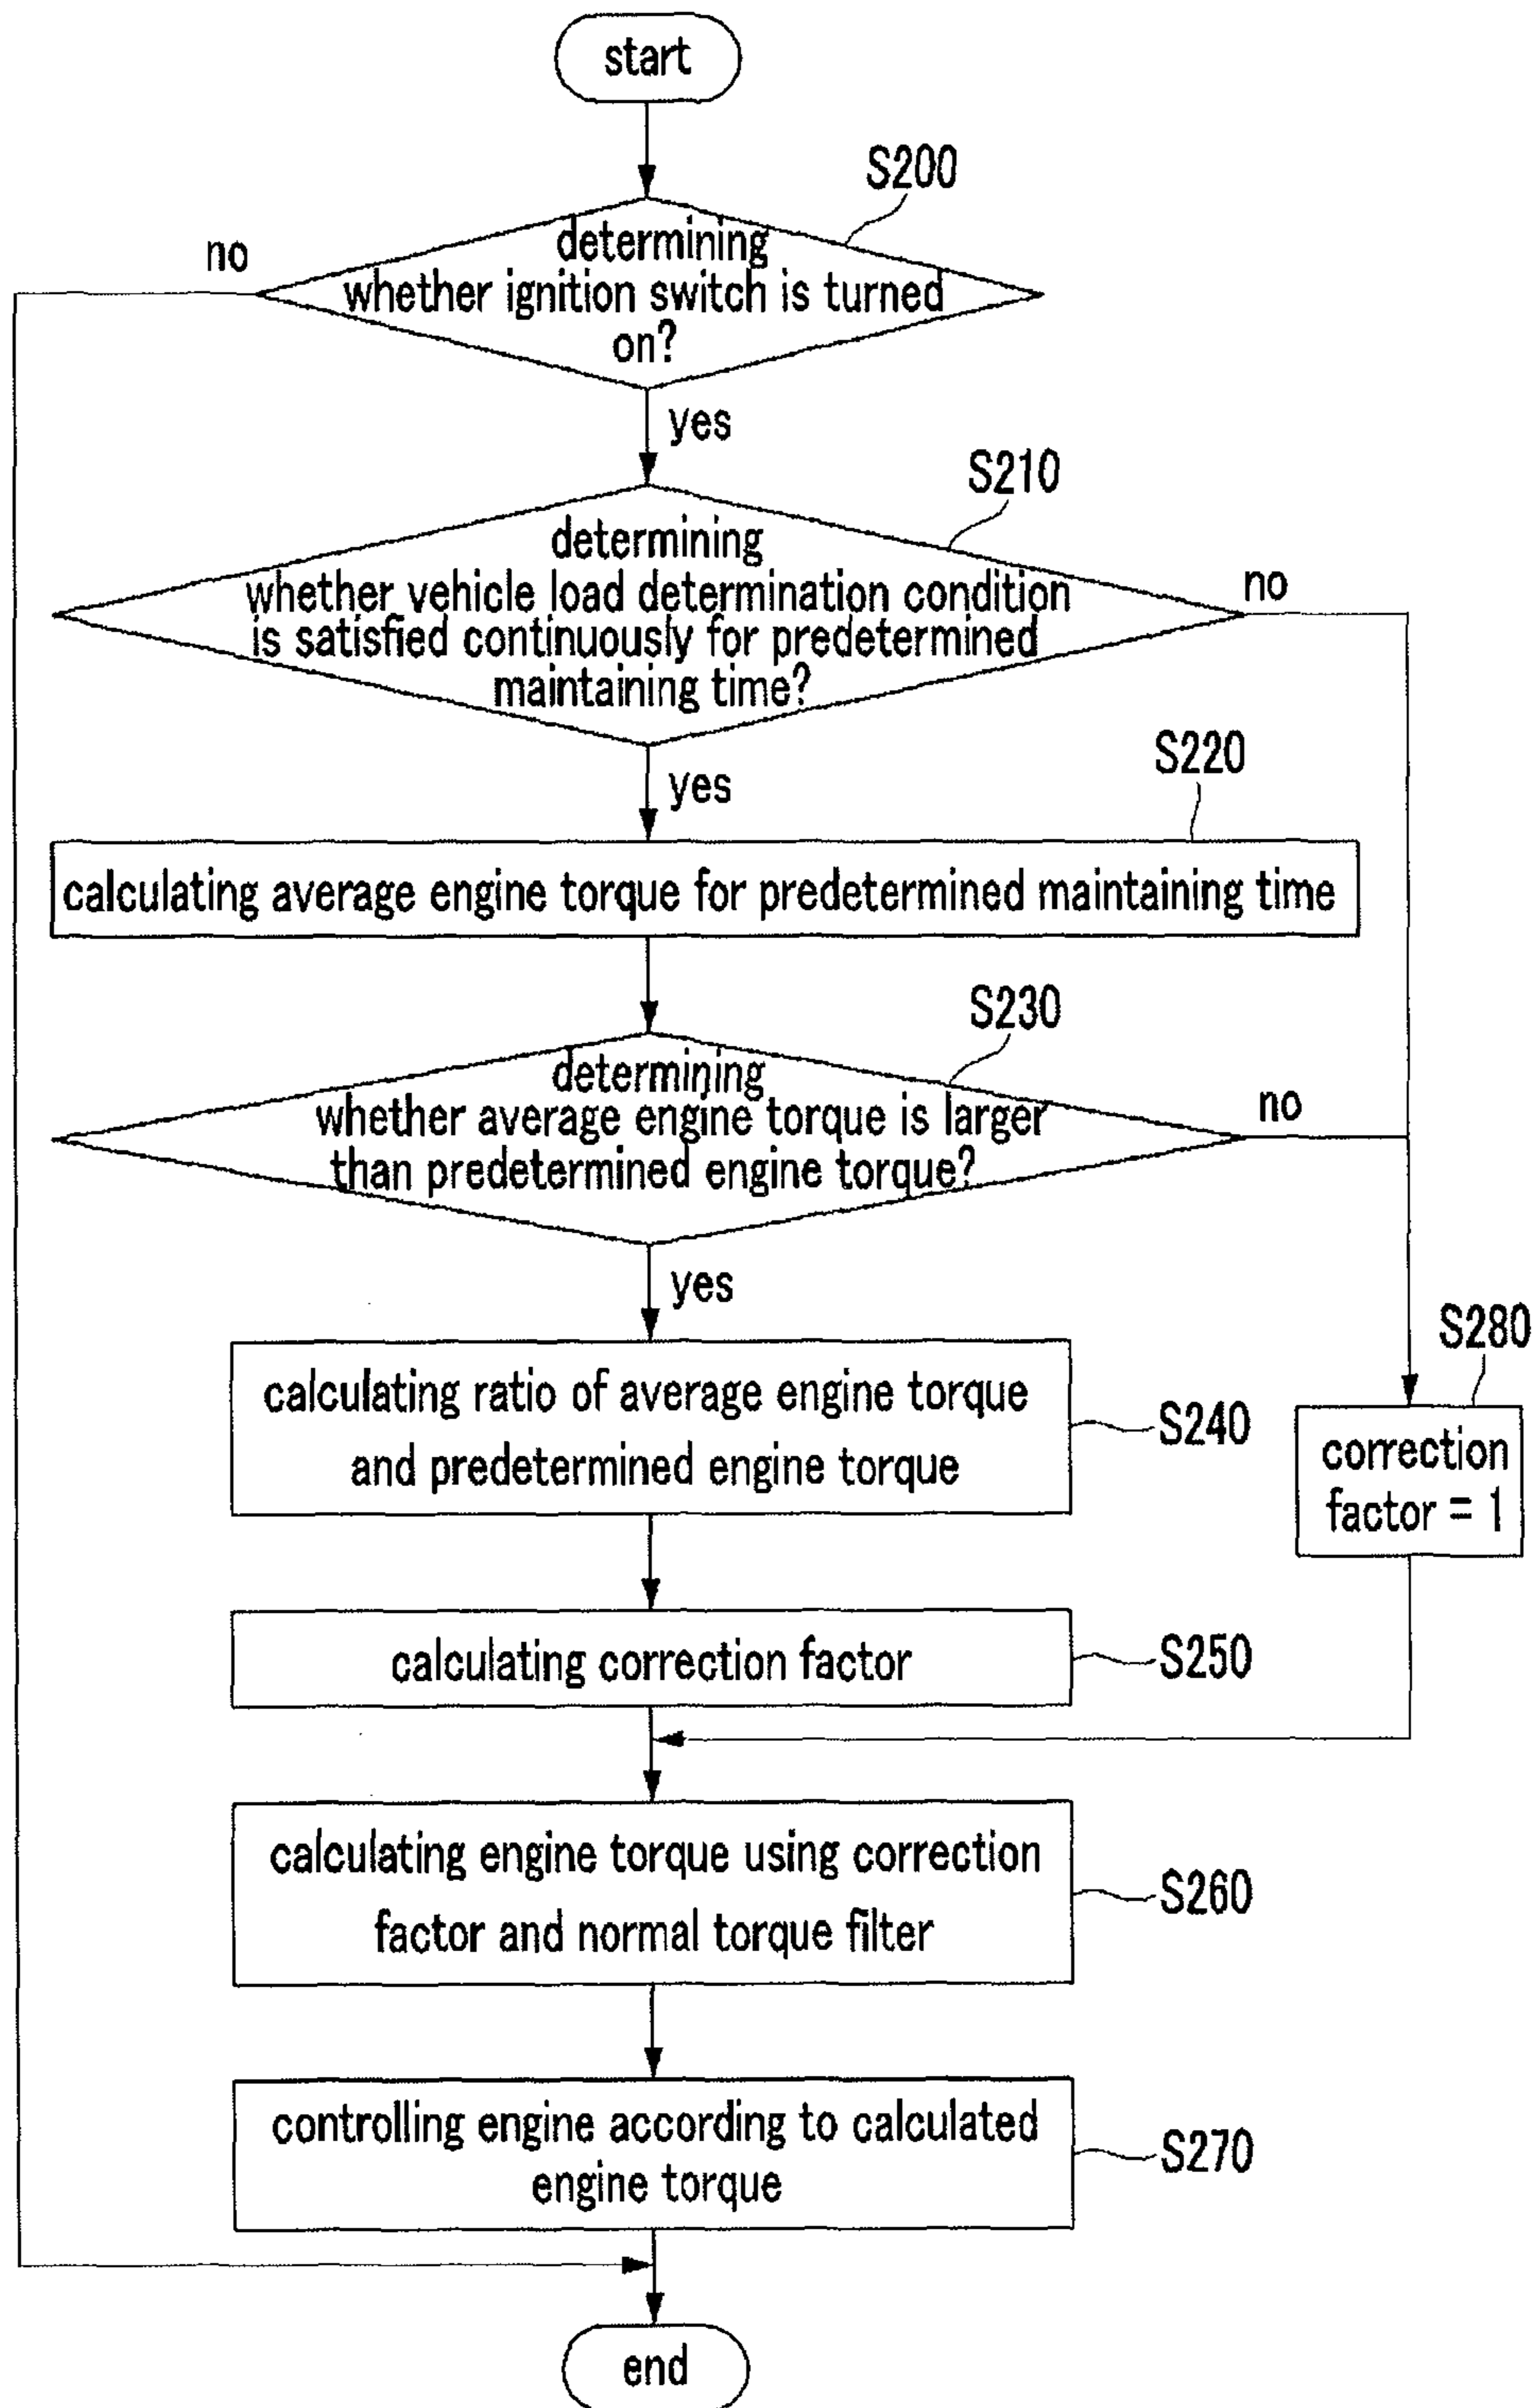 start
S200
no
determining
whether ignition switch is turned
on?
yes
S210
determining
whether vehicle load determination condition
is satisfied continuously for predetermined
maintaining time?
no
yes
S220
calculating average engine torque for predetermined maintaining time
S230
determining
whether average engine torque is larger
than predetermined engine torque?
no
yes
S280
calculating ratio of average engine torque
and predetermined engine torque
S240
correction
factor = 1
calculating correction factor
S250
calculating engine torque using correction
factor and normal torque filter
S260
controlling engine according to calculated
engine torque
S270
end